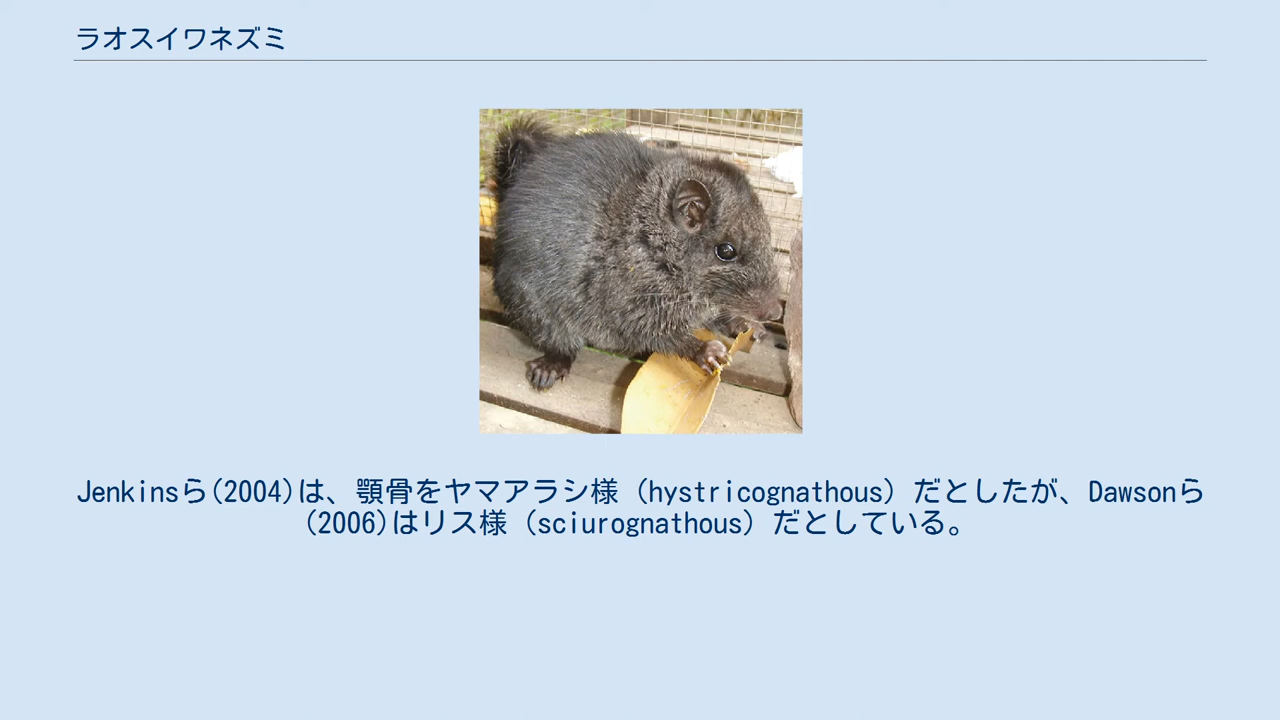 ラオスイワネズミ
Jenkinsら(2004)は、顎骨をヤマアラシ様（hystricognathous）だとしたが、Dawsonら
(2006)はリス様（sciurognathous）だとしている。